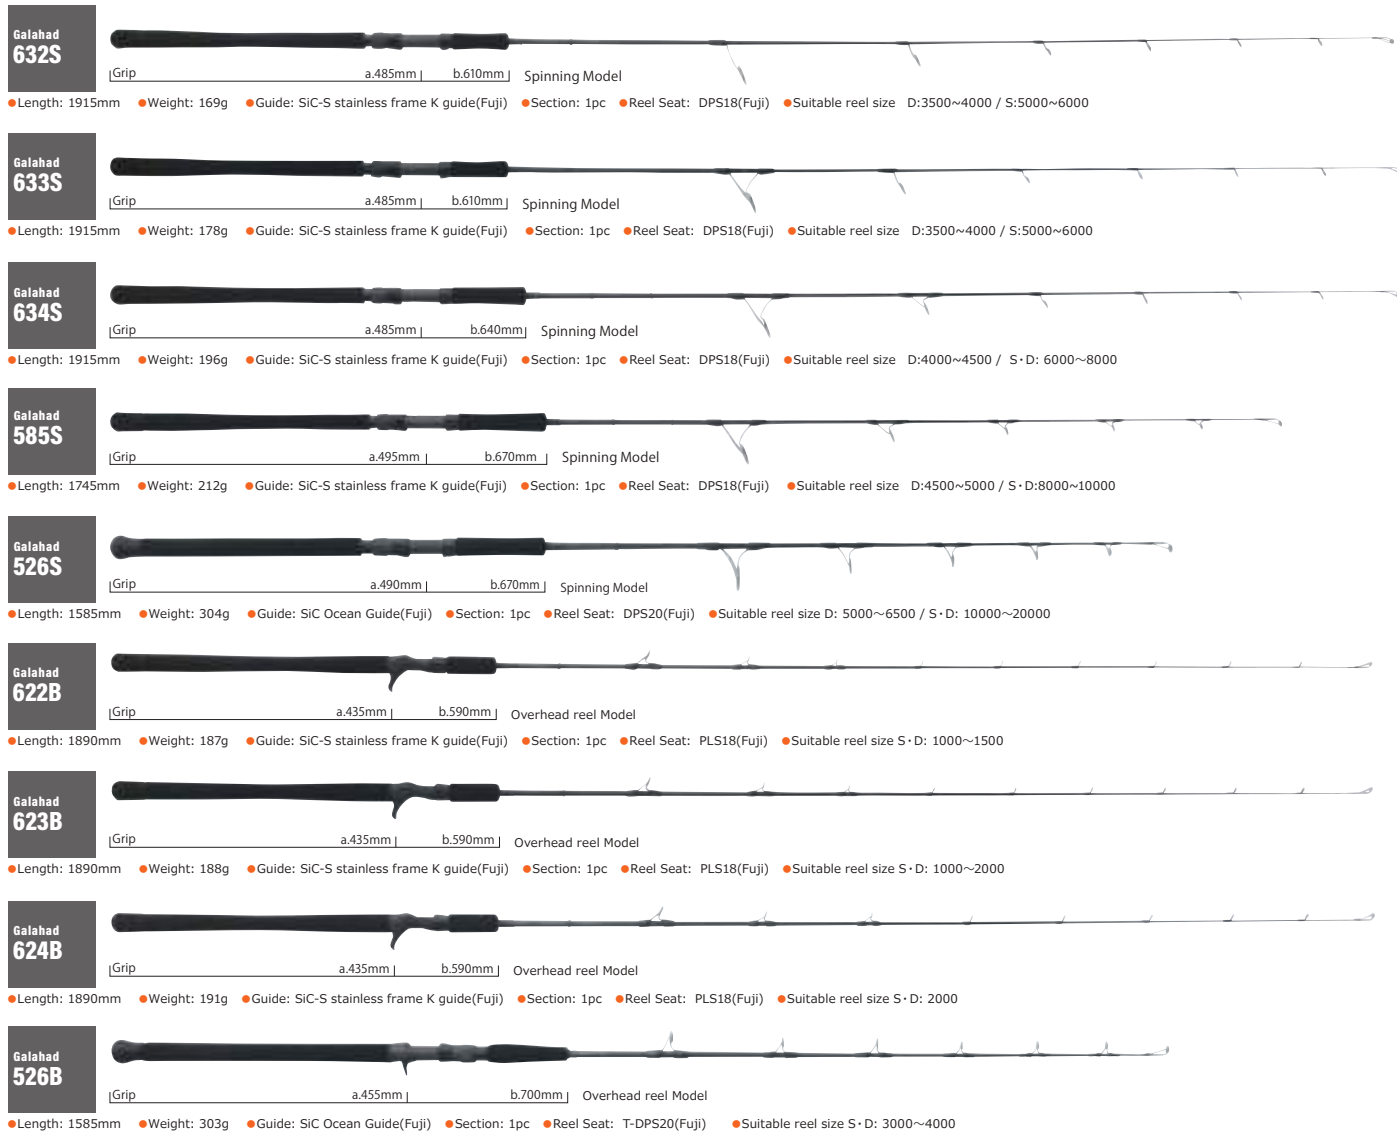 Galahad
632S
Grip a.485mm b.610mm Spinning Model
●Length: 1915mm ●Weight: 169g ●Guide: SiC-S stainless frame K guide(Fuji) ●Section: 1pc ●Reel Seat: DPS18(Fuji) ●Suitable reel size D:3500~4000 / S:5000~6000
Galahad
633S
Grip a.485mm b.610mm Spinning Model
●Length: 1915mm ●Weight: 178g ●Guide: SiC-S stainless frame K guide(Fuji) ●Section: 1pc ●Reel Seat: DPS18(Fuji) ●Suitable reel size D:3500~4000 / S:5000~6000
Galahad
634S
Grip a.485mm b.640mm Spinning Model
●Length: 1915mm ●Weight: 196g ●Guide: SiC-S stainless frame K guide(Fuji) ●Section: 1pc ●Reel Seat: DPS18(Fuji) ●Suitable reel size D:4000~4500 / S・D: 6000～8000
Galahad
585S
Grip a.495mm b.670mm Spinning Model
●Length: 1745mm ●Weight: 212g ●Guide: SiC-S stainless frame K guide(Fuji) ●Section: 1pc ●Reel Seat: DPS18(Fuji) ●Suitable reel size D:4500~5000 / S・D:8000~10000
Galahad
526S
Grip a.490mm b.670mm Spinning Model
●Length: 1585mm ●Weight: 304g ●Guide: SiC Ocean Guide(Fuji) ●Section: 1pc ●Reel Seat: DPS20(Fuji) ●Suitable reel size D: 5000～6500 / S・D: 10000～20000
Galahad
622B
Grip a.435mm b.590mm Overhead reel Model
●Length: 1890mm ●Weight: 187g ●Guide: SiC-S stainless frame K guide(Fuji) ●Section: 1pc ●Reel Seat: PLS18(Fuji) ●Suitable reel size S・D: 1000～1500
Galahad
623B
Grip a.435mm b.590mm Overhead reel Model
●Length: 1890mm ●Weight: 188g ●Guide: SiC-S stainless frame K guide(Fuji) ●Section: 1pc ●Reel Seat: PLS18(Fuji) ●Suitable reel size S・D: 1000～2000
Galahad
624B
Grip a.435mm b.590mm Overhead reel Model
●Length: 1890mm ●Weight: 191g ●Guide: SiC-S stainless frame K guide(Fuji) ●Section: 1pc ●Reel Seat: PLS18(Fuji) ●Suitable reel size S・D: 2000
Galahad
526B
Grip a.455mm b.700mm Overhead reel Model
●Length: 1585mm ●Weight: 303g ●Guide: SiC Ocean Guide(Fuji) ●Section: 1pc ●Reel Seat: T-DPS20(Fuji) ●Suitable reel size S・D: 3000～4000